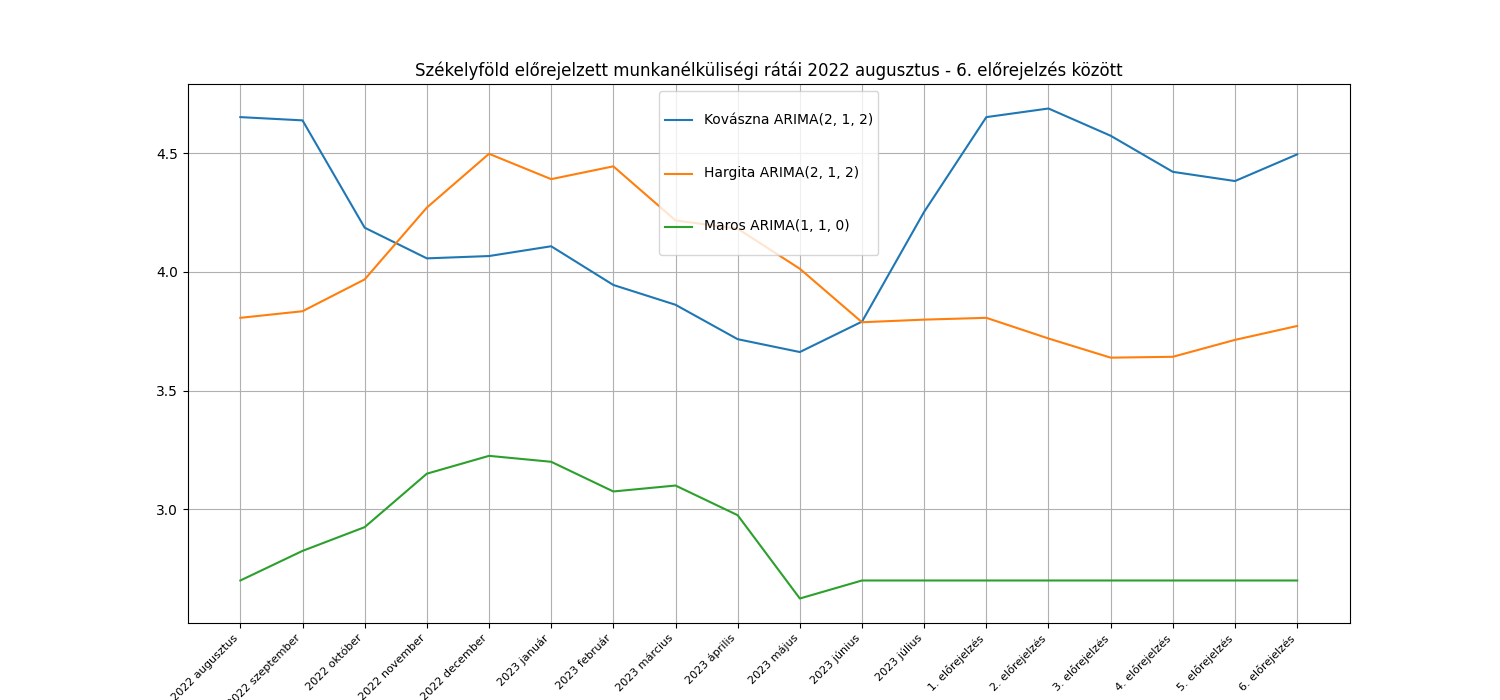 Székelyföld előrejelzett munkanélküliségi rátái 2022 augusztus - 6. előrejelzés között
Kovászna ARIMA(2, 1, 2)
Hargita ARIMA(2, 1, 2)
Maros ARIMA(1, 1, 0)
4.5
4.0
3.5
3.0
2022 augusztus
2022 szeptember
2022 október
2022 november
2022 december
2023 január
2023 február
2023 március
2023 április
2023 május
2023 június
2023 július
1. előrejelzés
2. előrejelzés
3. előrejelzés
4. előrejelzés
5. előrejelzés
6. előrejelzés